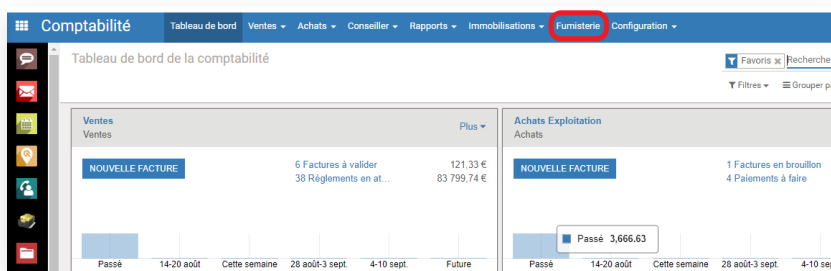 Comptabilité Tableau de bord Ventes Achats Conseiller Rapports Immobilisations Fumisterie Configuration
Tableau de bord de la comptabilité
Favoris Recherche
Filtres Grouper
Ventes
Ventes
Plus
NOUVELLE FACTURE
6 Factures à valider 121,33 €
38 Règlements en at... 83 799,74 €
Passé 14-20 août Cette semaine 28 août-3 sept. 4-10 sept. Future
Achats Exploitation
Achats
NOUVELLE FACTURE
1 Factures en brouillon
4 Paiements à faire
Passé 3,666.63
Passé 14-20 août Cette semaine 28 août-3 sept. 4-10 se